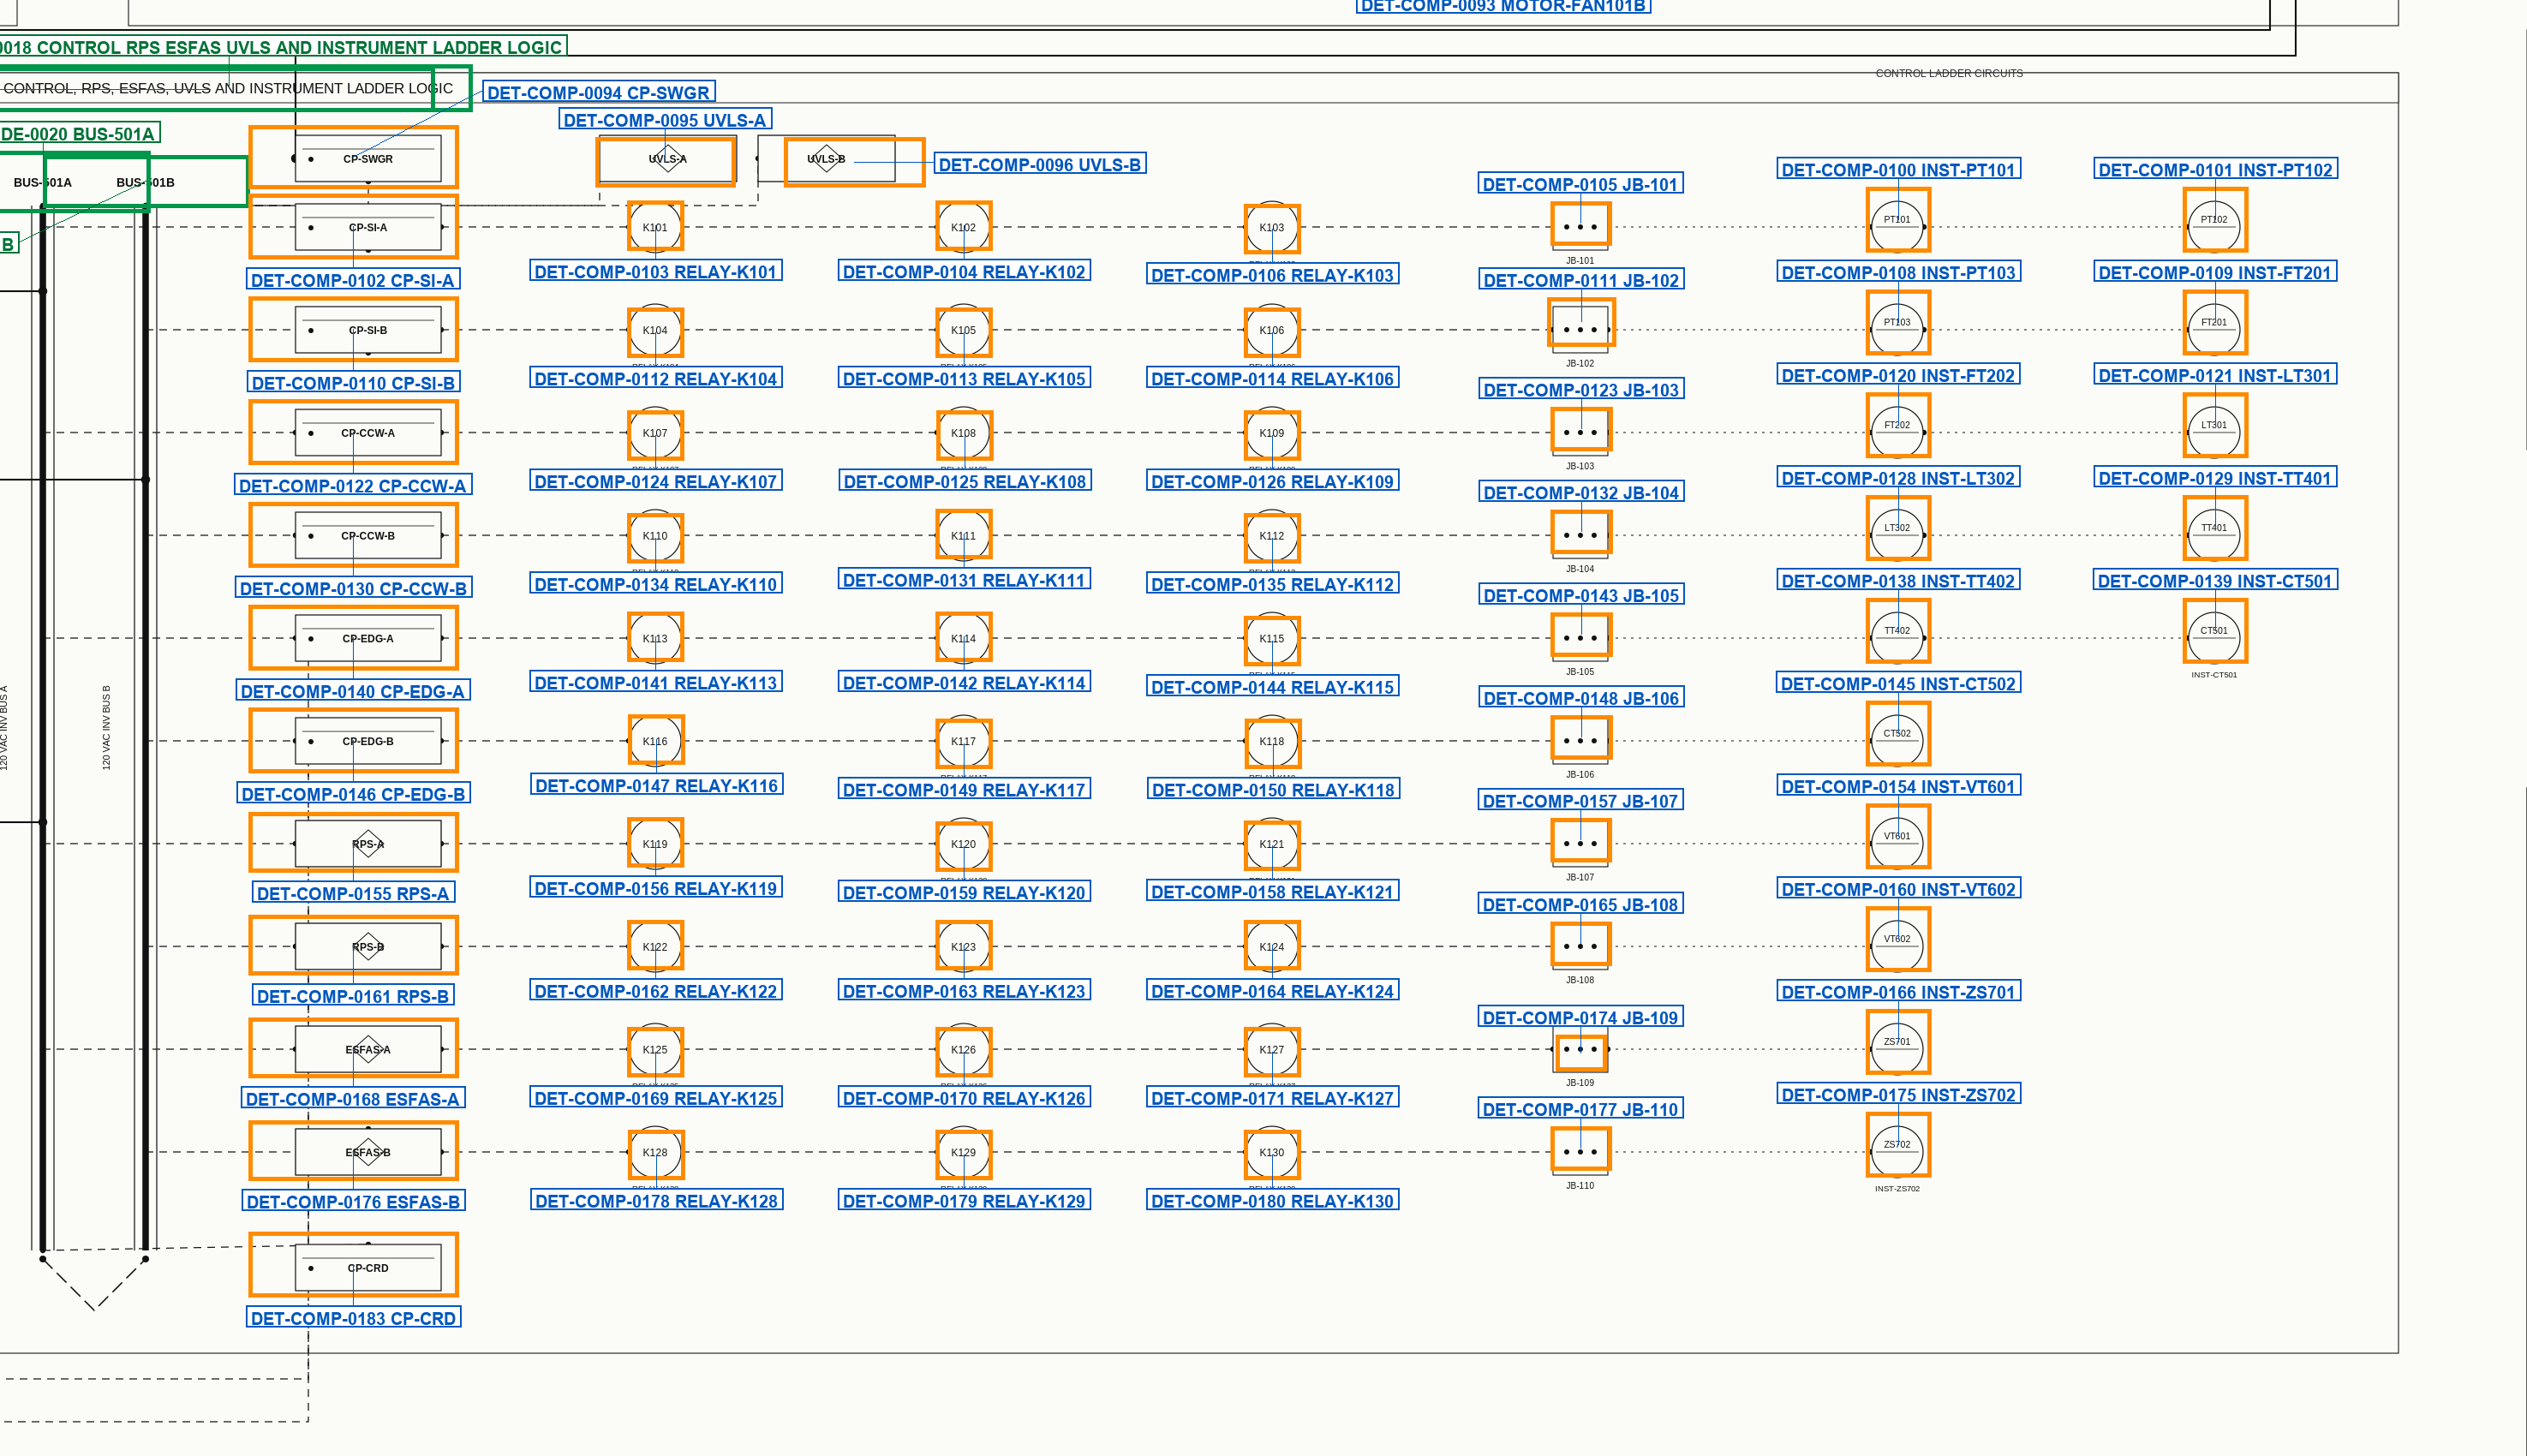 DET-COMP-0093 MOTOR-FAN101B
0018 CONTROL RPS ESFAS UVLS AND INSTRUMENT LADDER LOGIC
CONTROL LADDER CIRCUITS
CONTROL, RPS, ESFAS, UVLS AND INSTRUMENT LADDER LOGIC
DET-COMP-0094 CP-SWGR
DET-COMP-0095 UVLS-A
DE-0020 BUS-501A
CP-SWGR
UVLS-A
UVLS-B
DET-COMP-0096 UVLS-B
BUS-501A
BUS-501B
DET-COMP-0105 JB-101
DET-COMP-0100 INST-PT101
DET-COMP-0101 INST-PT102
B
CP-SI-A
K101
K102
K103
JB-101
PT101
PT102
DET-COMP-0102 CP-SI-A
DET-COMP-0103 RELAY-K101
DET-COMP-0104 RELAY-K102
DET-COMP-0106 RELAY-K103
DET-COMP-0111 JB-102
DET-COMP-0108 INST-PT103
DET-COMP-0109 INST-FT201
CP-SI-B
K104
K105
K106
JB-102
PT103
FT201
DET-COMP-0110 CP-SI-B
DET-COMP-0112 RELAY-K104
DET-COMP-0113 RELAY-K105
DET-COMP-0114 RELAY-K106
DET-COMP-0123 JB-103
DET-COMP-0120 INST-FT202
DET-COMP-0121 INST-LT301
CP-CCW-A
K107
K108
K109
JB-103
FT202
LT301
DET-COMP-0122 CP-CCW-A
DET-COMP-0124 RELAY-K107
DET-COMP-0125 RELAY-K108
DET-COMP-0126 RELAY-K109
DET-COMP-0132 JB-104
DET-COMP-0128 INST-LT302
DET-COMP-0129 INST-TT401
CP-CCW-B
K110
K111
K112
JB-104
LT302
TT401
DET-COMP-0130 CP-CCW-B
DET-COMP-0134 RELAY-K110
DET-COMP-0131 RELAY-K111
DET-COMP-0135 RELAY-K112
DET-COMP-0143 JB-105
DET-COMP-0138 INST-TT402
DET-COMP-0139 INST-CT501
CP-EDG-A
K113
K114
K115
JB-105
TT402
CT501
INST-CT501
120 VAC INV BUS A
120 VAC INV BUS B
DET-COMP-0140 CP-EDG-A
DET-COMP-0141 RELAY-K113
DET-COMP-0142 RELAY-K114
DET-COMP-0144 RELAY-K115
DET-COMP-0148 JB-106
DET-COMP-0145 INST-CT502
CP-EDG-B
K116
K117
K118
JB-106
CT502
DET-COMP-0146 CP-EDG-B
DET-COMP-0147 RELAY-K116
DET-COMP-0149 RELAY-K117
DET-COMP-0150 RELAY-K118
DET-COMP-0157 JB-107
DET-COMP-0154 INST-VT601
RPS-A
K119
K120
K121
JB-107
VT601
DET-COMP-0155 RPS-A
DET-COMP-0156 RELAY-K119
DET-COMP-0159 RELAY-K120
DET-COMP-0158 RELAY-K121
DET-COMP-0165 JB-108
DET-COMP-0160 INST-VT602
RPS-B
K122
K123
K124
JB-108
VT602
DET-COMP-0161 RPS-B
DET-COMP-0162 RELAY-K122
DET-COMP-0163 RELAY-K123
DET-COMP-0164 RELAY-K124
DET-COMP-0174 JB-109
DET-COMP-0166 INST-ZS701
ESFAS-A
K125
K126
K127
JB-109
ZS701
DET-COMP-0168 ESFAS-A
DET-COMP-0169 RELAY-K125
DET-COMP-0170 RELAY-K126
DET-COMP-0171 RELAY-K127
DET-COMP-0177 JB-110
DET-COMP-0175 INST-ZS702
ESFAS-B
K128
K129
K130
JB-110
ZS702
INST-ZS702
DET-COMP-0176 ESFAS-B
DET-COMP-0178 RELAY-K128
DET-COMP-0179 RELAY-K129
DET-COMP-0180 RELAY-K130
CP-CRD
DET-COMP-0183 CP-CRD